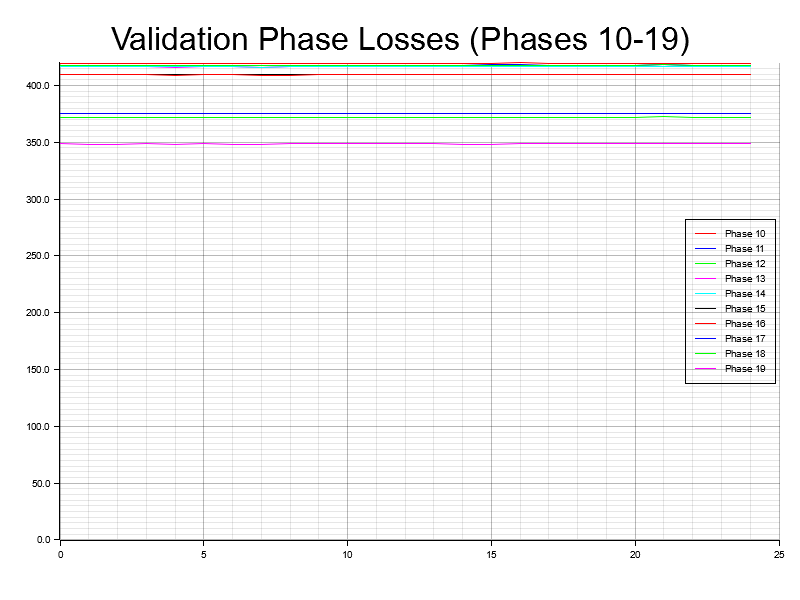 Validation Phase Losses (Phases 10-19)
400.0
350.0
300.0
250.0
200.0
150.0
100.0
50.0
0.0
0
5
10
15
20
25
Phase 10
Phase 11
Phase 12
Phase 13
Phase 14
Phase 15
Phase 16
Phase 17
Phase 18
Phase 19